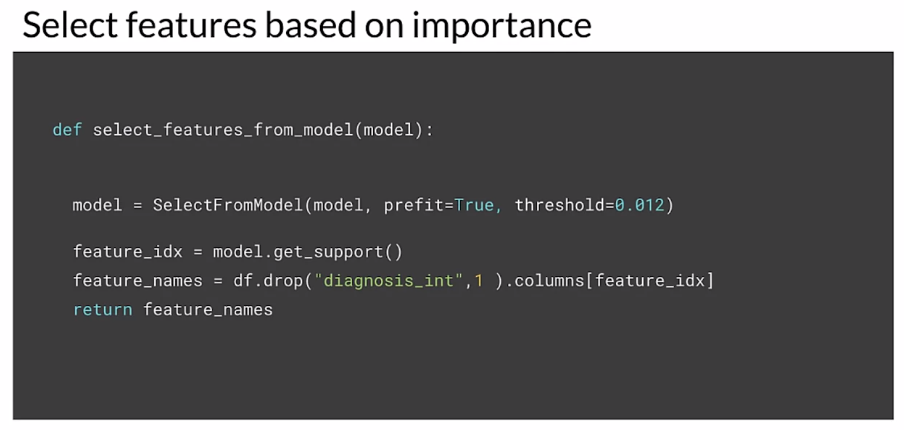 Select features based on importance
def select_features_from_model(model):
model = SelectFromModel(model, prefit=True, threshold=0.012)
feature_idx = model.get_support()
feature_names = df.drop("diagnosis_int",1 ).columns[feature_idx]
return feature_names